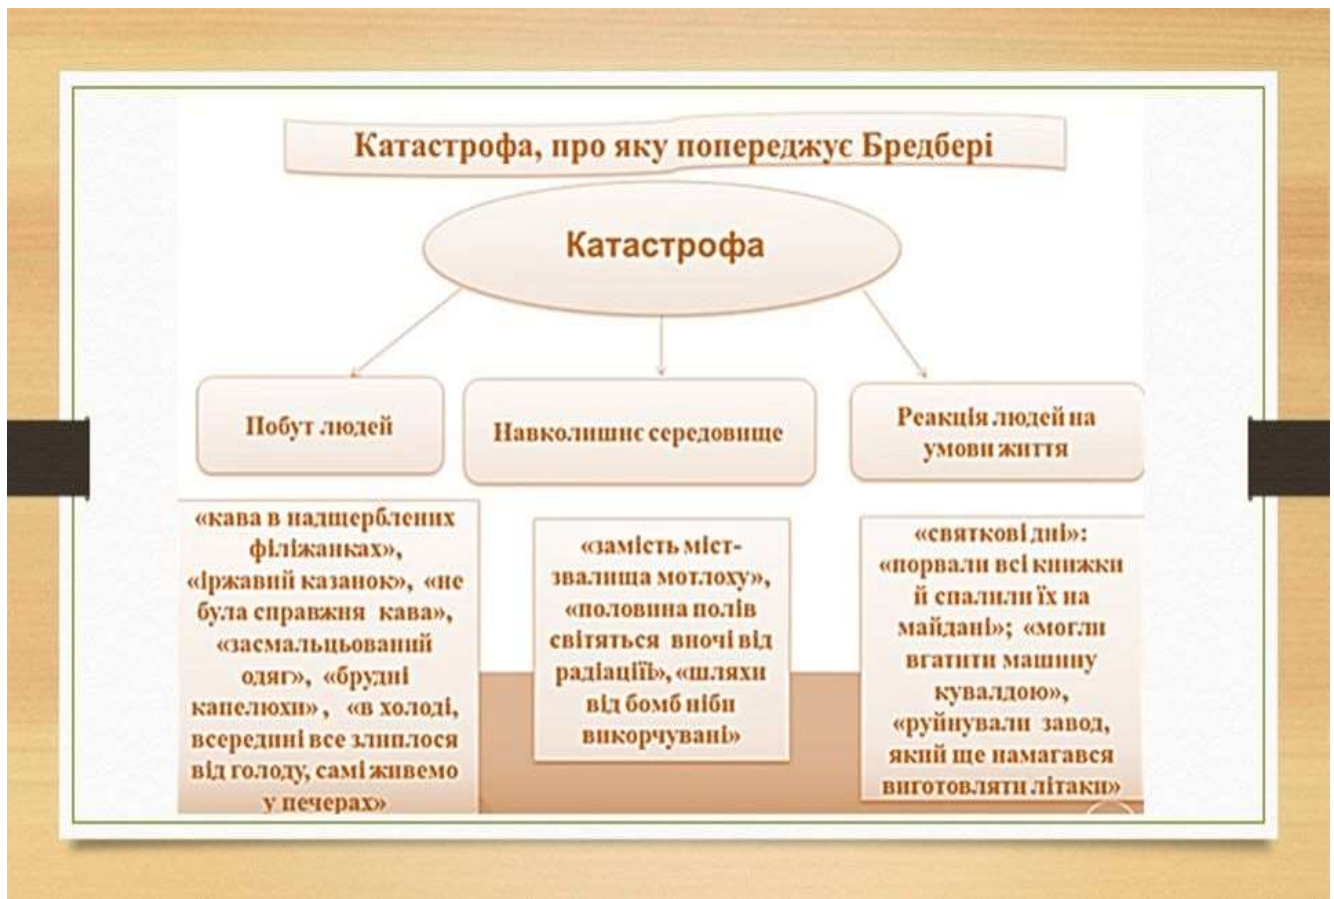 Катастрофа, про яку попереджує Бредбері
Катастрофа
Побут людей
Навколишнє середовище
Реакція людей на
умови життя
«кава в надщерблених
філіжанках»,
«іржавий казанок», «не
була справжня кава»,
«засмальцьований
одяг», «брудні
капелюхи», «в холоді,
всередині все злиплося
від голоду, самі живемо
у печерах»
«замість міст-
звалища мотлоху»,
«половина полів
світяться вночі від
радіаціїї», «шляхи
від бомб ніби
викорчувані»
«святкові дні»:
«порвали всі книжки
й спалили їх на
майдані»; «могли
вгатити машину
кувалдою»,
«руйнували завод,
який ще намагався
виготовляти літаки»